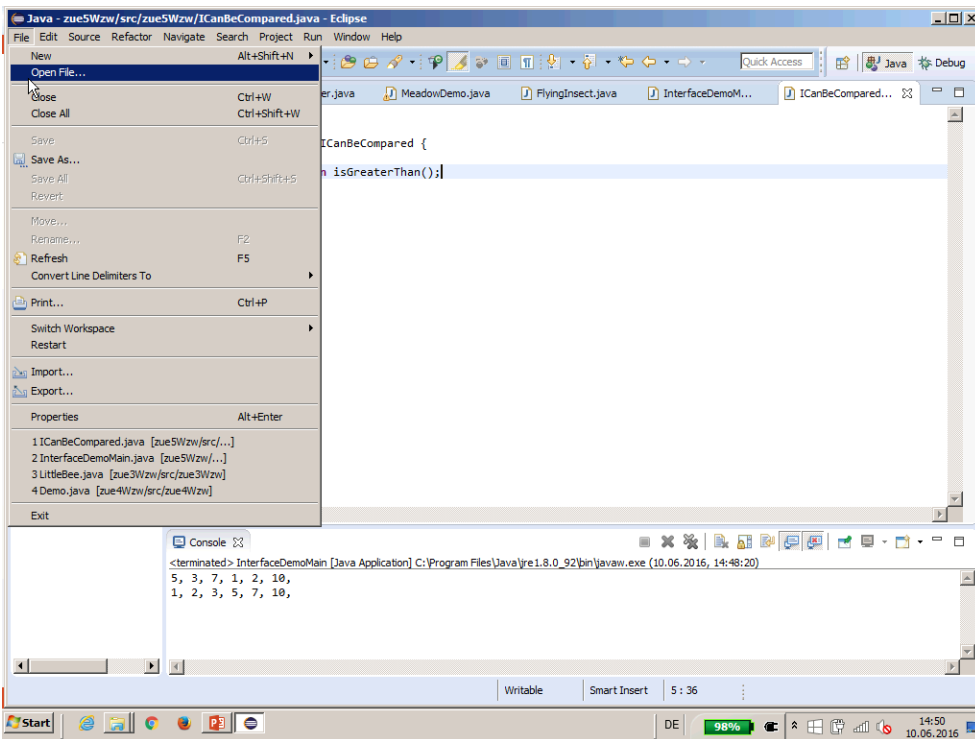 Java - zue5Wzw/src/zue5Wzw/ICanBeCompared.java - Eclipse
File Edit Source Refactor Navigate Search Project Run Window Help
Quick Access Java Debug
er.java MeadowDemo.java FlyingInsect.java InterfaceDemoM... ICanBeCompared...
New Alt+Shift+N
Open File...
Close Ctrl+W
Close All Ctrl+Shift+W
Save Ctrl+S
Save As...
Save All Ctrl+Shift+S
Revert
Move...
Rename... F2
Refresh F5
Convert Line Delimiters To
Print... Ctrl+P
Switch Workspace
Restart
Import...
Export...
Properties Alt+Enter
1 ICanBeCompared.java [zue5Wzw/src/...]
2 InterfaceDemoMain.java [zue5Wzw/...]
3 LittleBee.java [zue3Wzw/src/zue3Wzw]
4 Demo.java [zue4Wzw/src/zue4Wzw]
Exit
ICanBeCompared {
n isGreaterThan();
Console
<terminated> InterfaceDemoMain [Java Application] C:\Program Files\Java\jre1.8.0_92\bin\javaw.exe (10.06.2016, 14:48:20)
5, 3, 7, 1, 2, 10,
1, 2, 3, 5, 7, 10,
Writable Smart Insert 5 : 36
Start DE 98% 14:50
10.06.2016